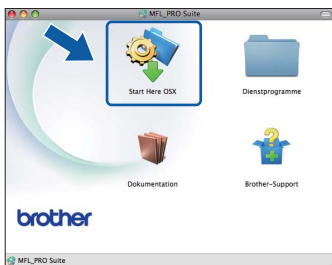 MFL_PRO Suite
Start Here OSX
Dienstprogramme
Dokumentation
Brother-Support
brother
MFL_PRO Suite